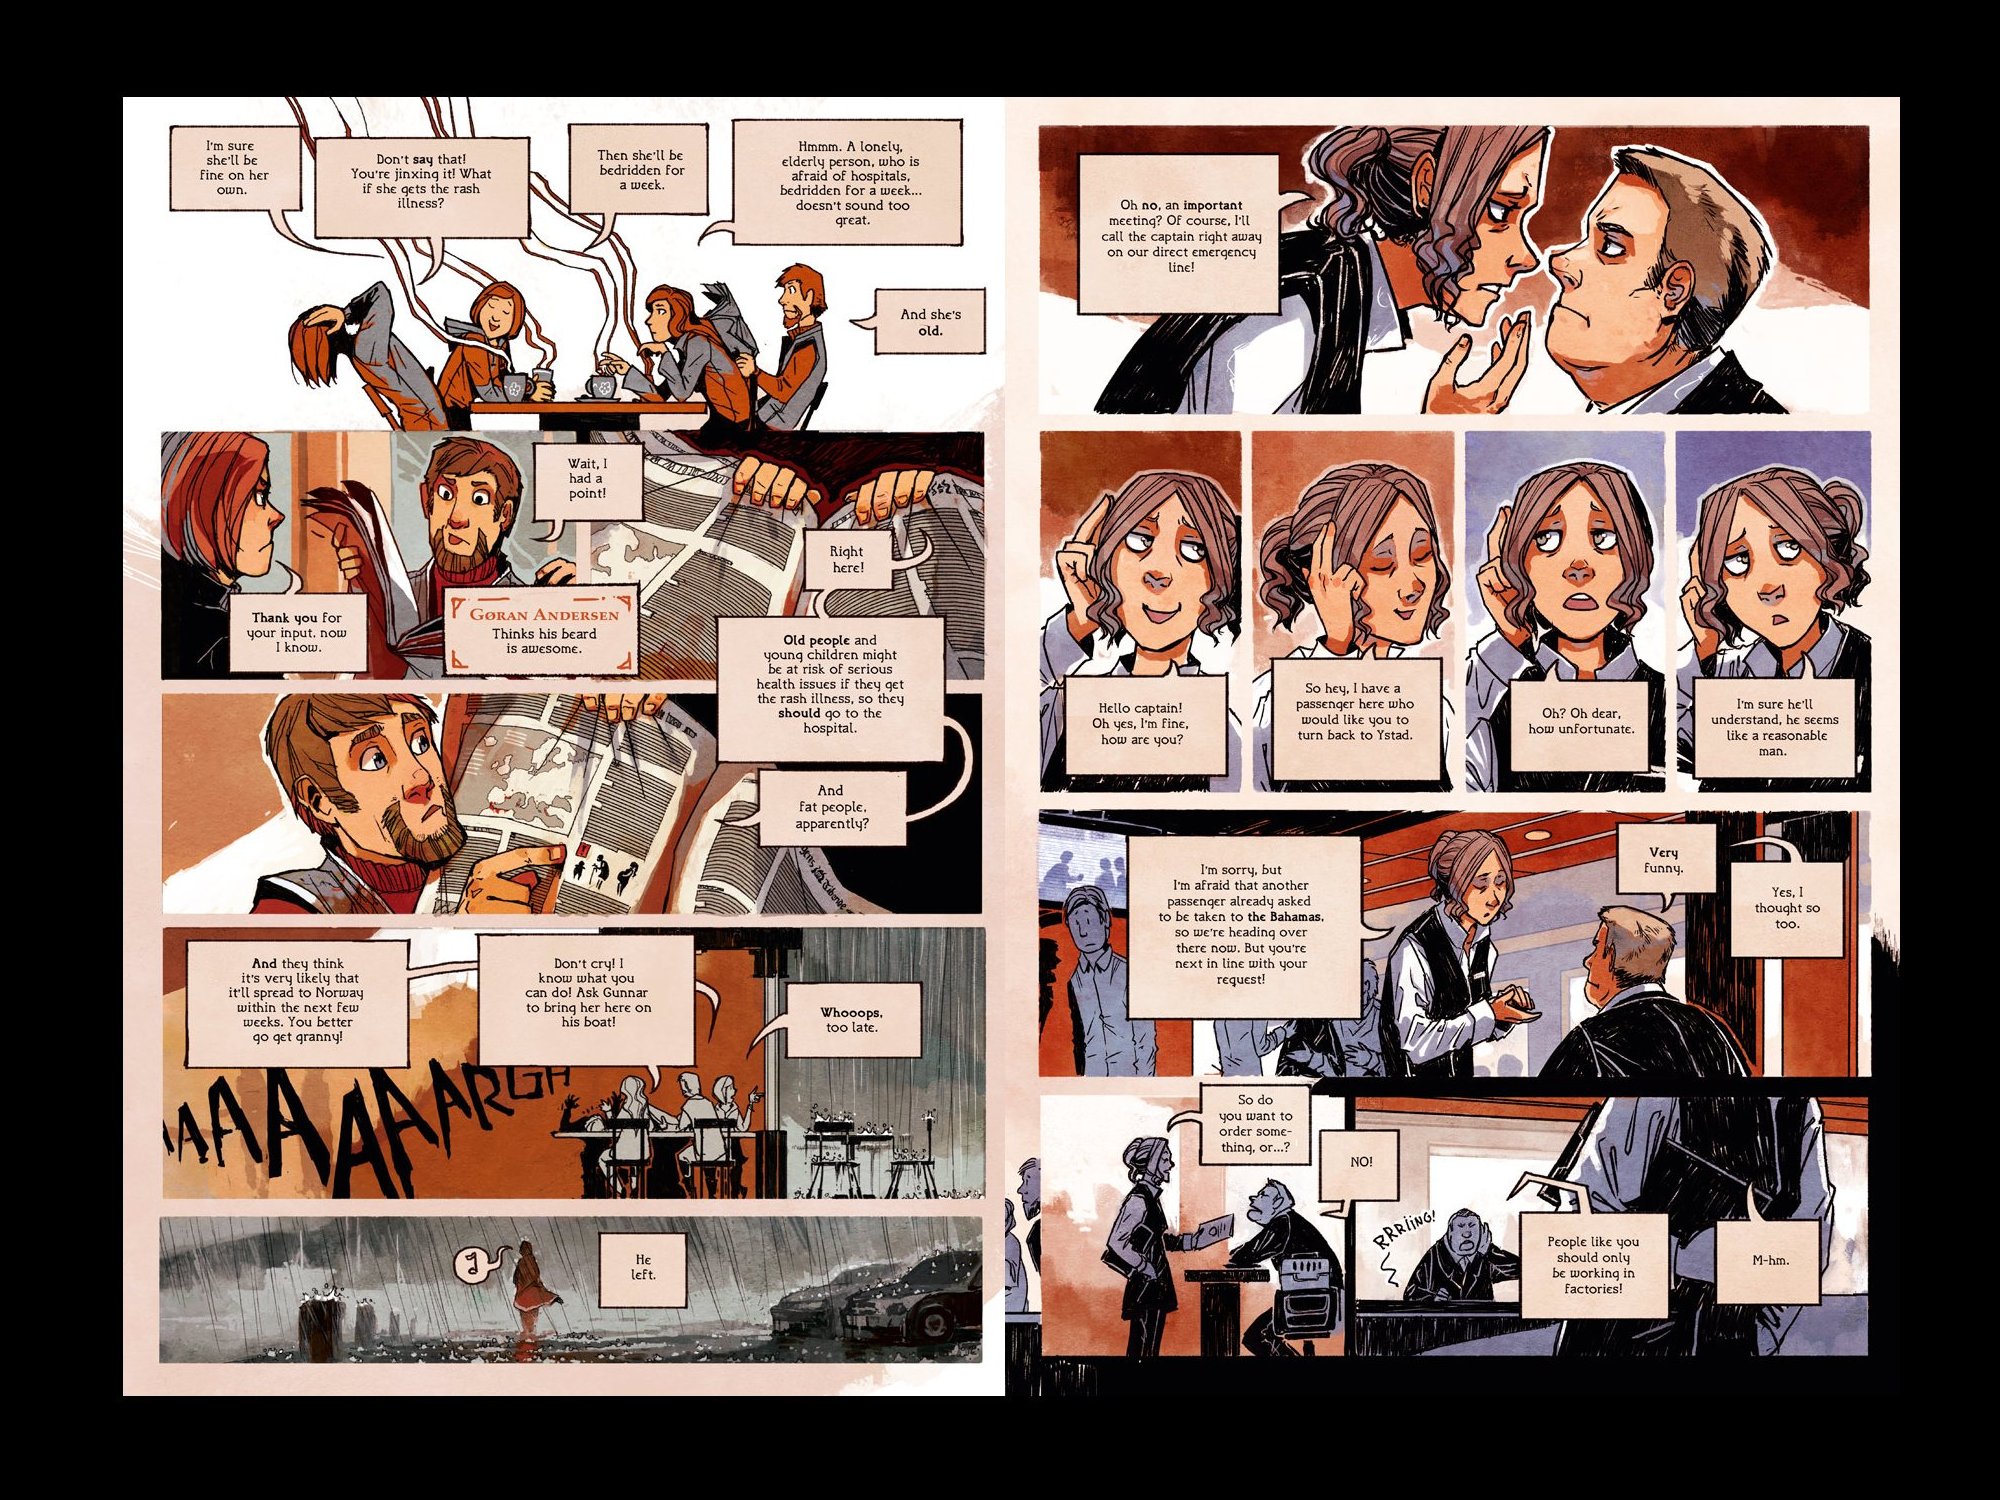 I'm sure
she'll be
fine on her
own.
Don't say that!
You're jinxing it! What
if she gets the rash
illness?
Then she'll be
bedridden for
a week.
Hmmm. A lonely,
elderly person, who is
afraid of hospitals,
bedridden for a week...
doesn't sound too
great.
And she's
old.
Wait, I
had a
point!
Thank you for
your input, now
I know.
GØRAN ANDERSEN
Thinks his beard
is awesome.
Right
here!
Old people and
young children might
be at risk of serious
health issues if they get
the rash illness, so they
should go to the
hospital.
And
fat people,
apparently?
And they think
it's very likely that
it'll spread to Norway
within the next few
weeks. You better
go get granny!
Don't cry! I
know what you
can do! Ask Gunnar
to bring her here on
his boat!
Whoops,
too late.
AAAAAAARGH
He
left.
Oh no, an important
meeting? Of course, I'll
call the captain right away
on our direct emergency
line!
Hello captain!
Oh yes, I'm fine,
how are you?
So hey, I have a
passenger here who
would like you to
turn back to Ystad.
Oh? Oh dear,
how unfortunate.
I'm sure he'll
understand, he seems
like a reasonable
man.
I'm sorry, but
I'm afraid that another
passenger already asked
to be taken to the Bahamas,
so we're heading over
there now. But you're
next in line with your
request!
Very
funny.
Yes, I
thought so
too.
So do
you want to
order some-
thing, or...?
NO!
RRRiiNG!
People like you
should only
be working in
factories!
M-hm.